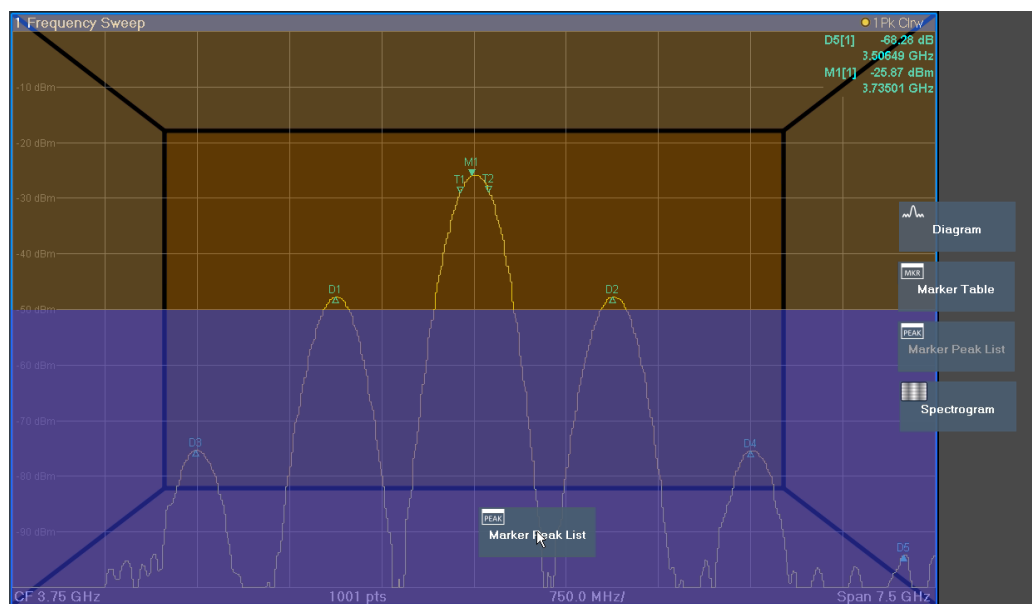 1 Frequency Sweep
1Pk Clrw
D5[1] -68.28 dB
3.50649 GHz
M1[1] -25.87 dBm
3.73501 GHz
-10 dBm
-20 dBm
M1
T1
T2
-30 dBm
Diagram
-40 dBm
MKR
Marker Table
D1
D2
-50 dBm
PEAK
Marker Peak List
-60 dBm
Spectrogram
-70 dBm
D3
D4
-80 dBm
PEAK
Marker Peak List
-90 dBm
D5
CF 3.75 GHz 1001 pts 750.0 MHz/ Span 7.5 GHz